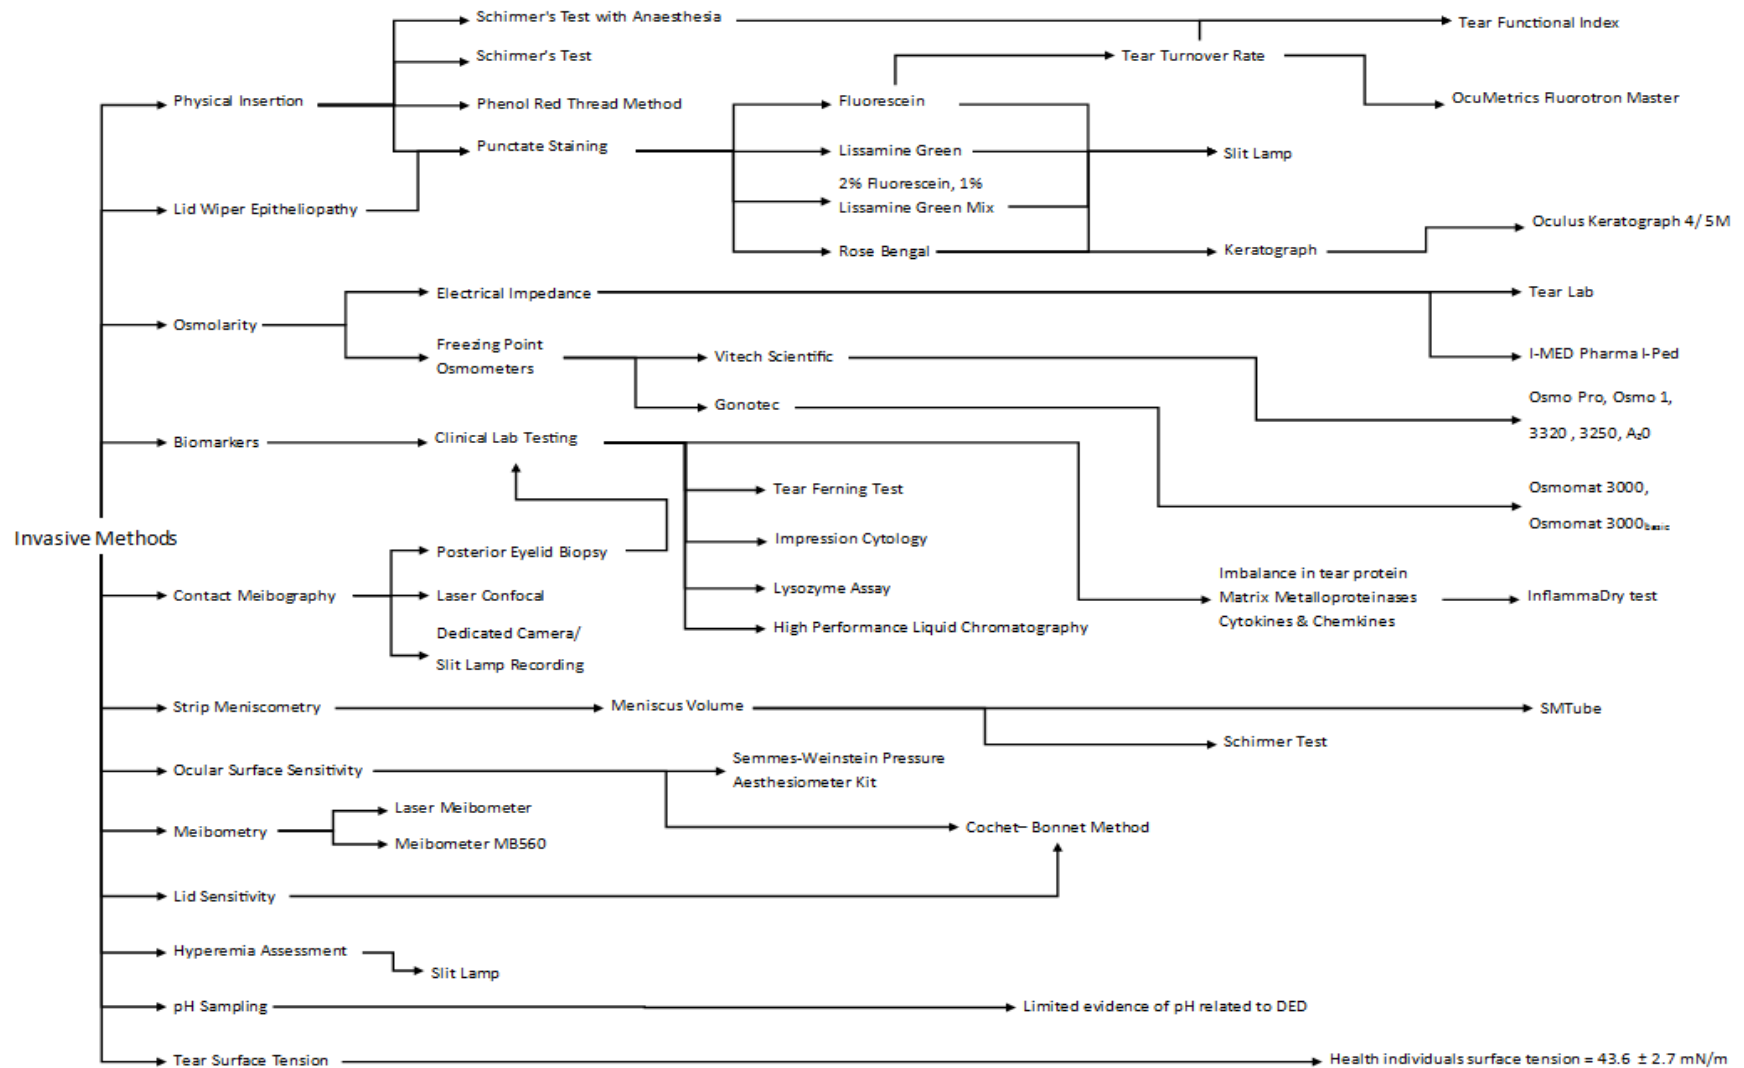 Invasive Methods
Physical Insertion
Schirmer's Test with Anaesthesia
Tear Functional Index
Schirmer's Test
Tear Turnover Rate
OcuMetrics Fluorotron Master
Phenol Red Thread Method
Punctate Staining
Fluorescein
Lissamine Green
2% Fluorescein, 1%
Lissamine Green Mix
Rose Bengal
Slit Lamp
Keratograph
Oculus Keratograph 4/ 5M
Lid Wiper Epitheliopathy
Osmolarity
Electrical Impedance
Tear Lab
I-MED Pharma I-Ped
Freezing Point
Osmometers
Vitech Scientific
Osmo Pro, Osmo 1,
3320 , 3250, A₂0
Gonotec
Osmomat 3000,
Osmomat 3000basic
Biomarkers
Clinical Lab Testing
Tear Ferning Test
Impression Cytology
Lysozyme Assay
High Performance Liquid Chromatography
Imbalance in tear protein
Matrix Metalloproteinases
Cytokines & Chemkines
InflammaDry test
Contact Meibography
Posterior Eyelid Biopsy
Laser Confocal
Dedicated Camera/
Slit Lamp Recording
Strip Meniscometry
Meniscus Volume
SMTube
Schirmer Test
Ocular Surface Sensitivity
Semmes-Weinstein Pressure
Aesthesiometer Kit
Cochet– Bonnet Method
Meibometry
Laser Meibometer
Meibometer MB560
Lid Sensitivity
Hyperemia Assessment
Slit Lamp
pH Sampling
Limited evidence of pH related to DED
Tear Surface Tension
Health individuals surface tension = 43.6 ± 2.7 mN/m